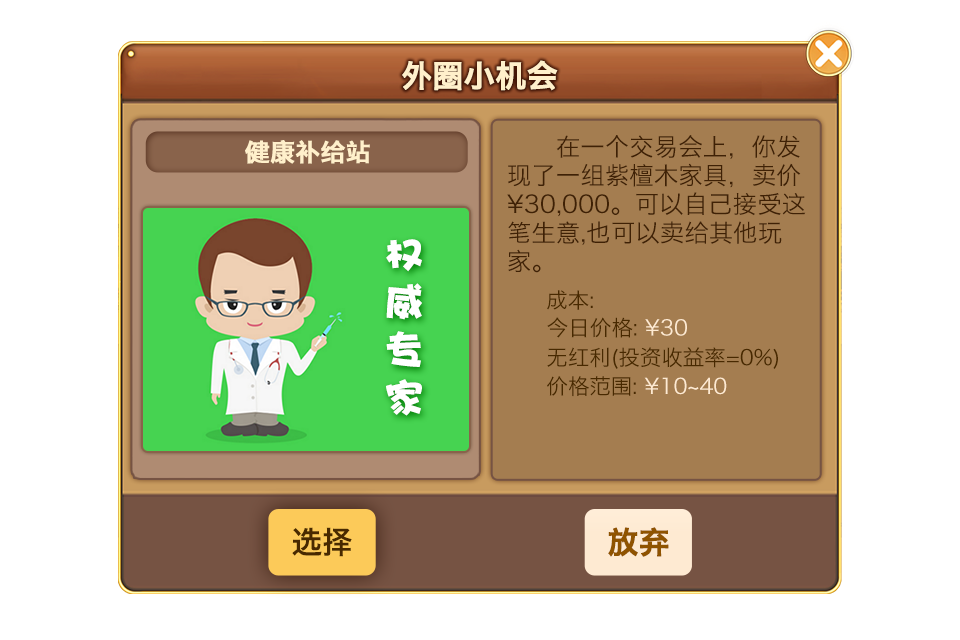 外圈小机会
健康补给站
权
威
专
家
在一个交易会上，你发
现了一组紫檀木家具，卖价
¥30,000。可以自己接受这
笔生意,也可以卖给其他玩
家。
成本:
今日价格: ¥30
无红利(投资收益率=0%)
价格范围: ¥10~40
选择
放弃